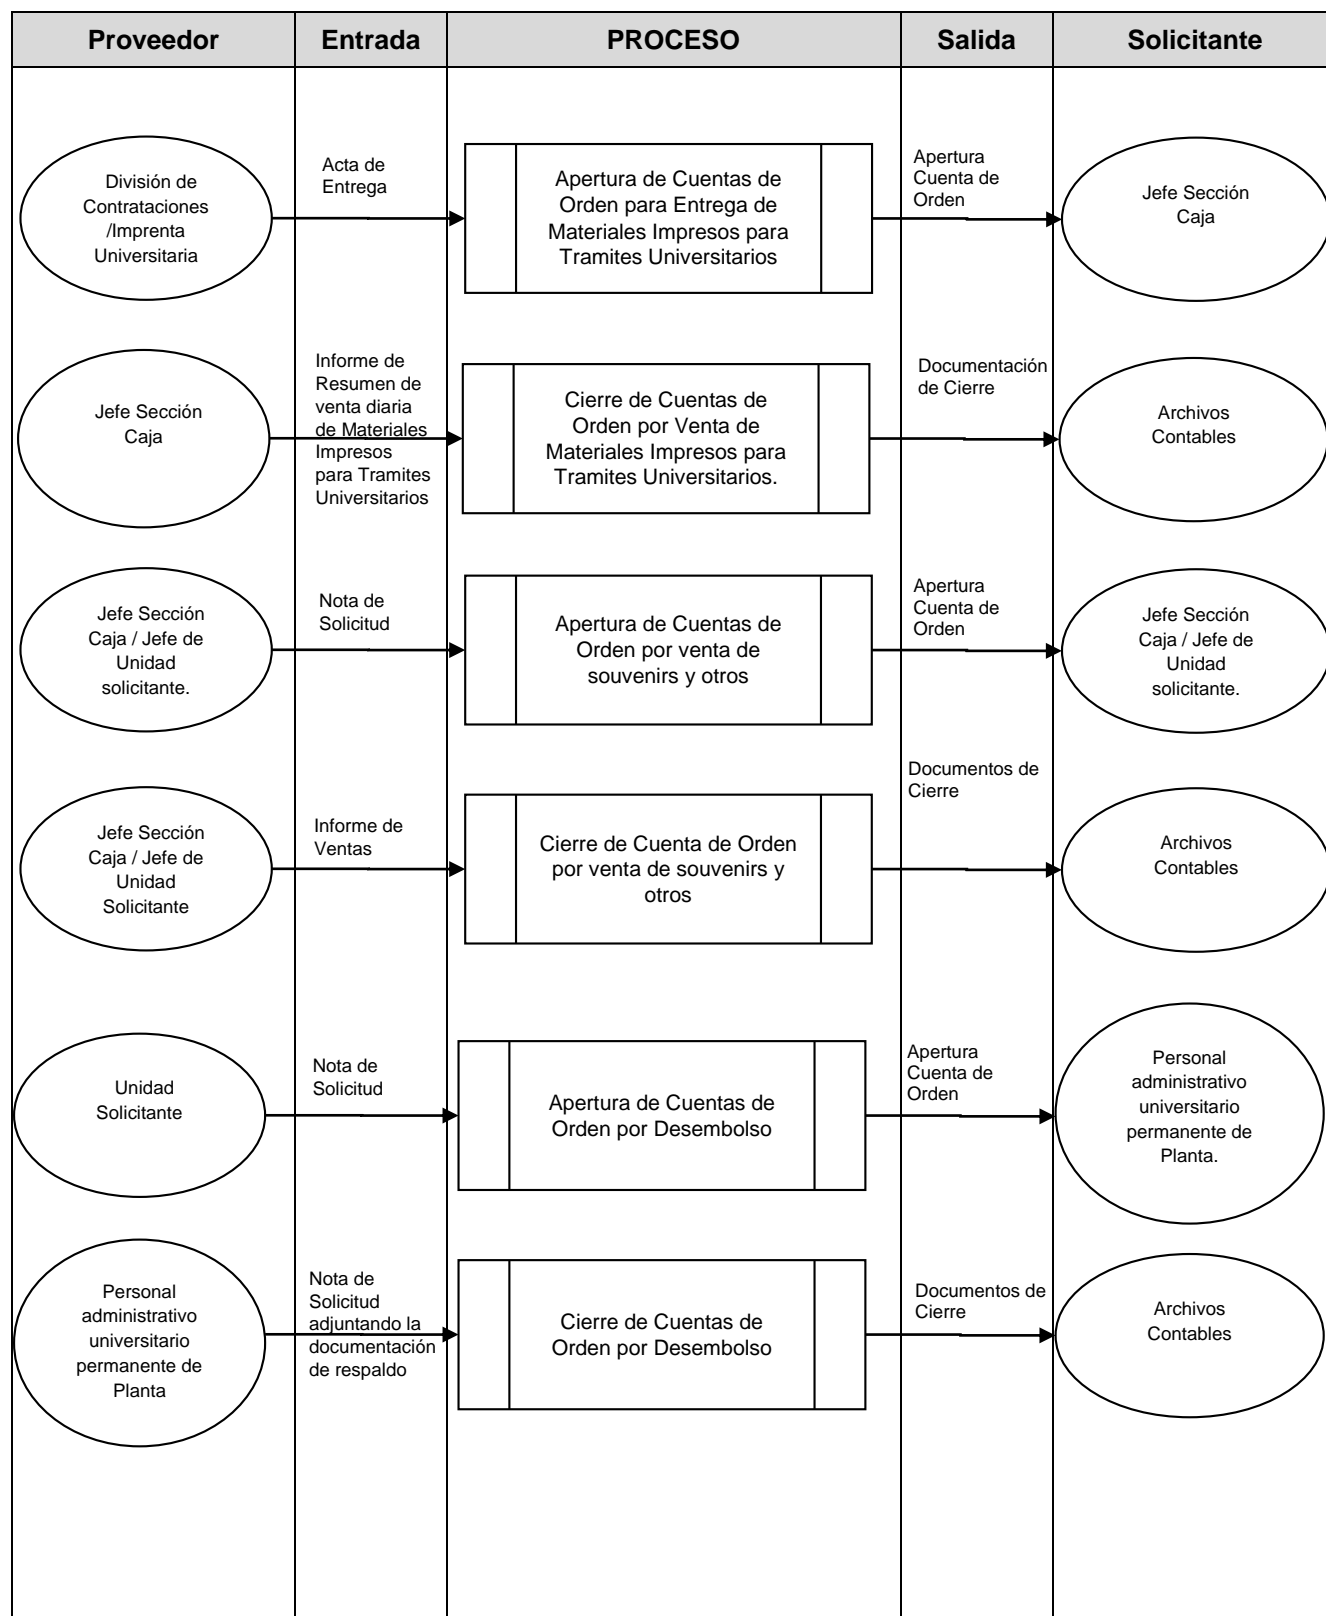 Proveedor
Entrada
PROCESO
Salida
Solicitante
División de
Contrataciones
/Imprenta
Universitaria
Acta de
Entrega
Apertura de Cuentas de
Orden para Entrega de
Materiales Impresos para
Tramites Universitarios
Apertura
Cuenta de
Orden
Jefe Sección
Caja
Jefe Sección
Caja
Informe de
Resumen de
venta diaria
de Materiales
Impresos
para Tramites
Universitarios
Cierre de Cuentas de
Orden por Venta de
Materiales Impresos para
Tramites Universitarios.
Documentación
de Cierre
Archivos
Contables
Jefe Sección
Caja / Jefe de
Unidad
solicitante.
Nota de
Solicitud
Apertura de Cuentas de
Orden por venta de
souvenirs y otros
Apertura
Cuenta de
Orden
Jefe Sección
Caja / Jefe de
Unidad
solicitante.
Jefe Sección
Caja / Jefe de
Unidad
Solicitante
Informe de
Ventas
Cierre de Cuenta de Orden
por venta de souvenirs y
otros
Documentos de
Cierre
Archivos
Contables
Unidad
Solicitante
Nota de
Solicitud
Apertura de Cuentas de
Orden por Desembolso
Apertura
Cuenta de
Orden
Personal
administrativo
universitario
permanente de
Planta.
Personal
administrativo
universitario
permanente de
Planta
Nota de
Solicitud
adjuntando la
documentación
de respaldo
Cierre de Cuentas de
Orden por Desembolso
Documentos de
Cierre
Archivos
Contables